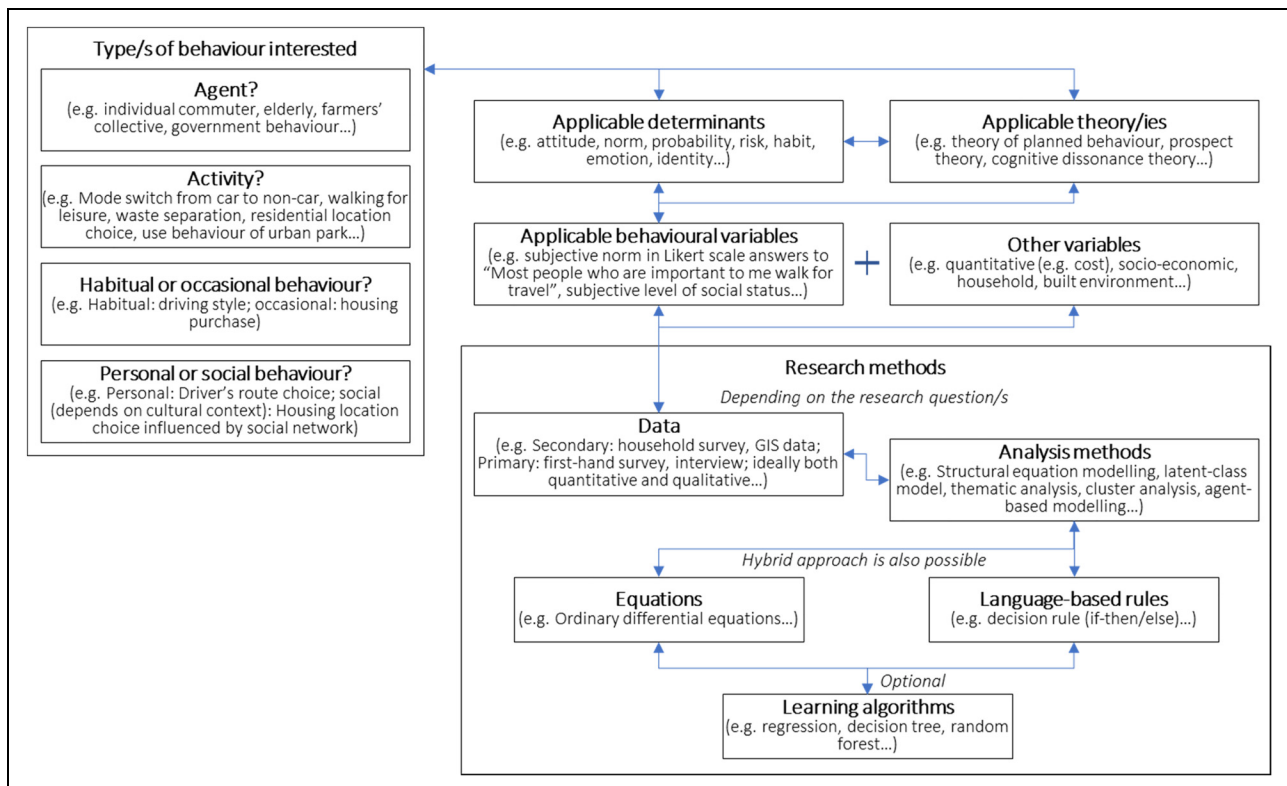 Type/s of behaviour interested
Agent?
(e.g. individual commuter, elderly, farmers'
collective, government behaviour...)
Activity?
(e.g. Mode switch from car to non-car, walking for
leisure, waste separation, residential location
choice, use behaviour of urban park...)
Habitual or occasional behaviour?
(e.g. Habitual: driving style; occasional: housing
purchase)
Personal or social behaviour?
(e.g. Personal: Driver's route choice; social
(depends on cultural context): Housing location
choice influenced by social network)
Applicable determinants
(e.g. attitude, norm, probability, risk, habit,
emotion, identity...)
Applicable theory/ies
(e.g. theory of planned behaviour, prospect
theory, cognitive dissonance theory...)
Applicable behavioural variables
(e.g. subjective norm in Likert scale answers to
“Most people who are important to me walk for
travel”, subjective level of social status...)
+
Other variables
(e.g. quantitative (e.g. cost), socio-economic,
household, built environment...)
Research methods
Depending on the research question/s
Data
(e.g. Secondary: household survey, GIS data;
Primary: first-hand survey, interview; ideally both
quantitative and qualitative...)
Analysis methods
(e.g. Structural equation modelling, latent-class
model, thematic analysis, cluster analysis, agent-
based modelling...)
Hybrid approach is also possible
Equations
(e.g. Ordinary differential equations...)
Language-based rules
(e.g. decision rule (if-then/else)...)
Optional
Learning algorithms
(e.g. regression, decision tree, random
forest...)